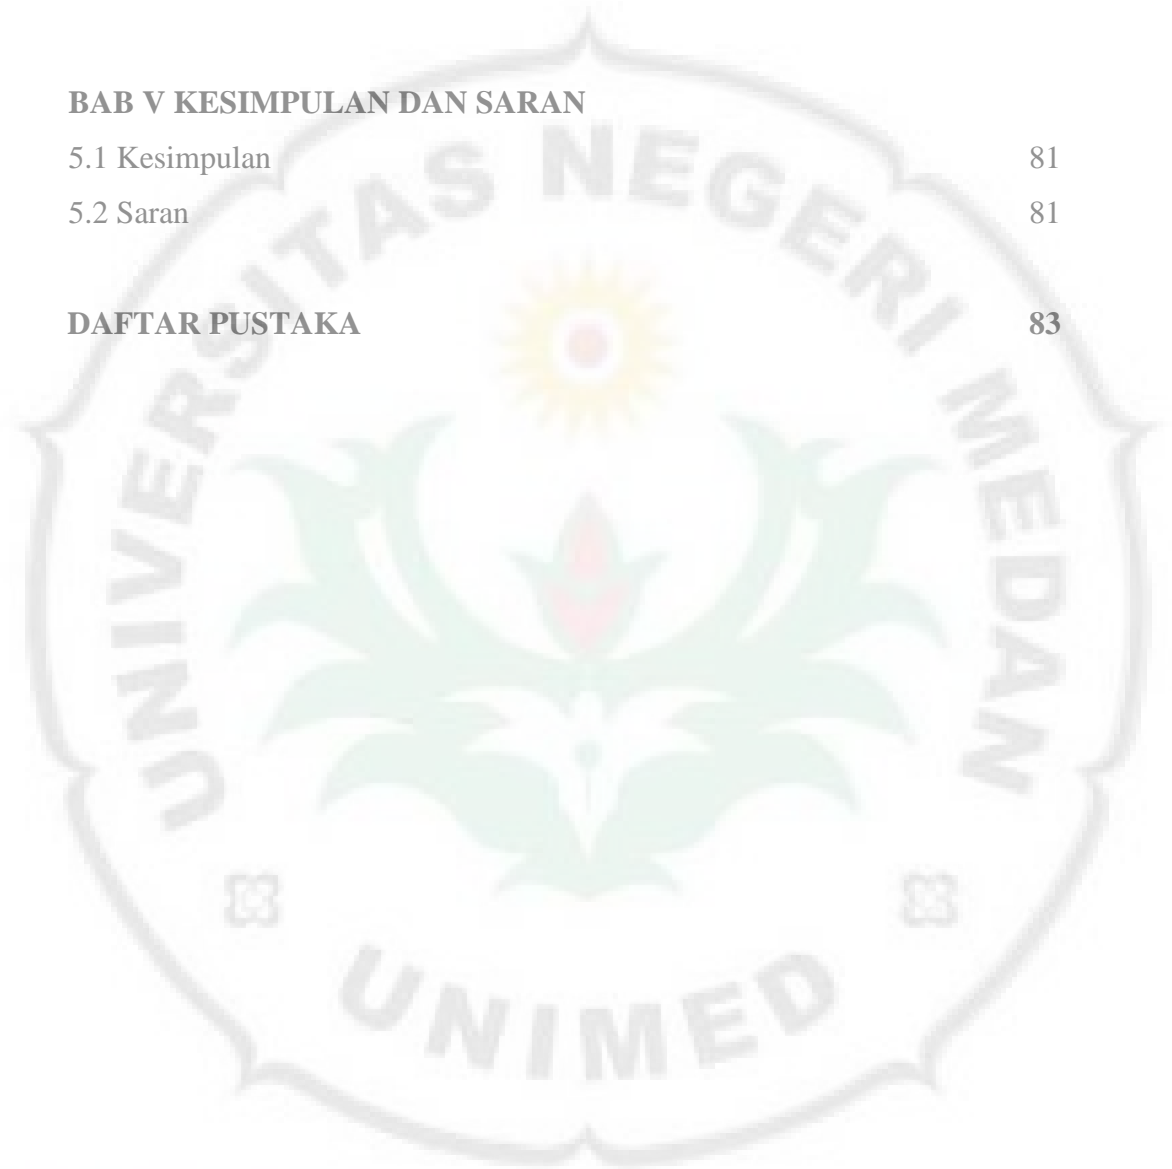 BAB V KESIMPULAN DAN SARAN
5.1 Kesimpulan 81
5.2 Saran 81
DAFTAR PUSTAKA 83
UNIVERSITAS NEGERI MEDAN
UNIMED